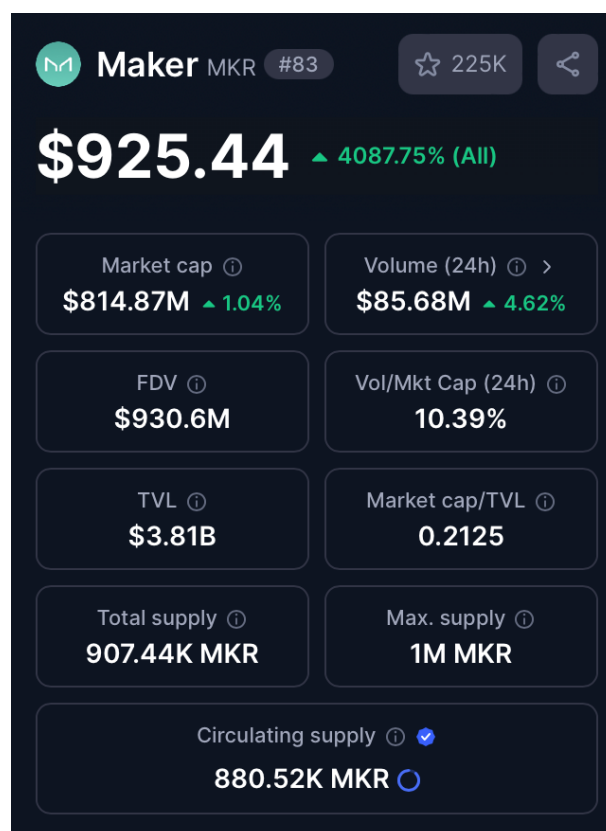 Maker MKR #83 225K
$925.44 4087.75% (All)
Market cap
$814.87M 1.04%
Volume (24h)
$85.68M 4.62%
FDV
$930.6M
Vol/Mkt Cap (24h)
10.39%
TVL
$3.81B
Market cap/TVL
0.2125
Total supply
907.44K MKR
Max. supply
1M MKR
Circulating supply
880.52K MKR